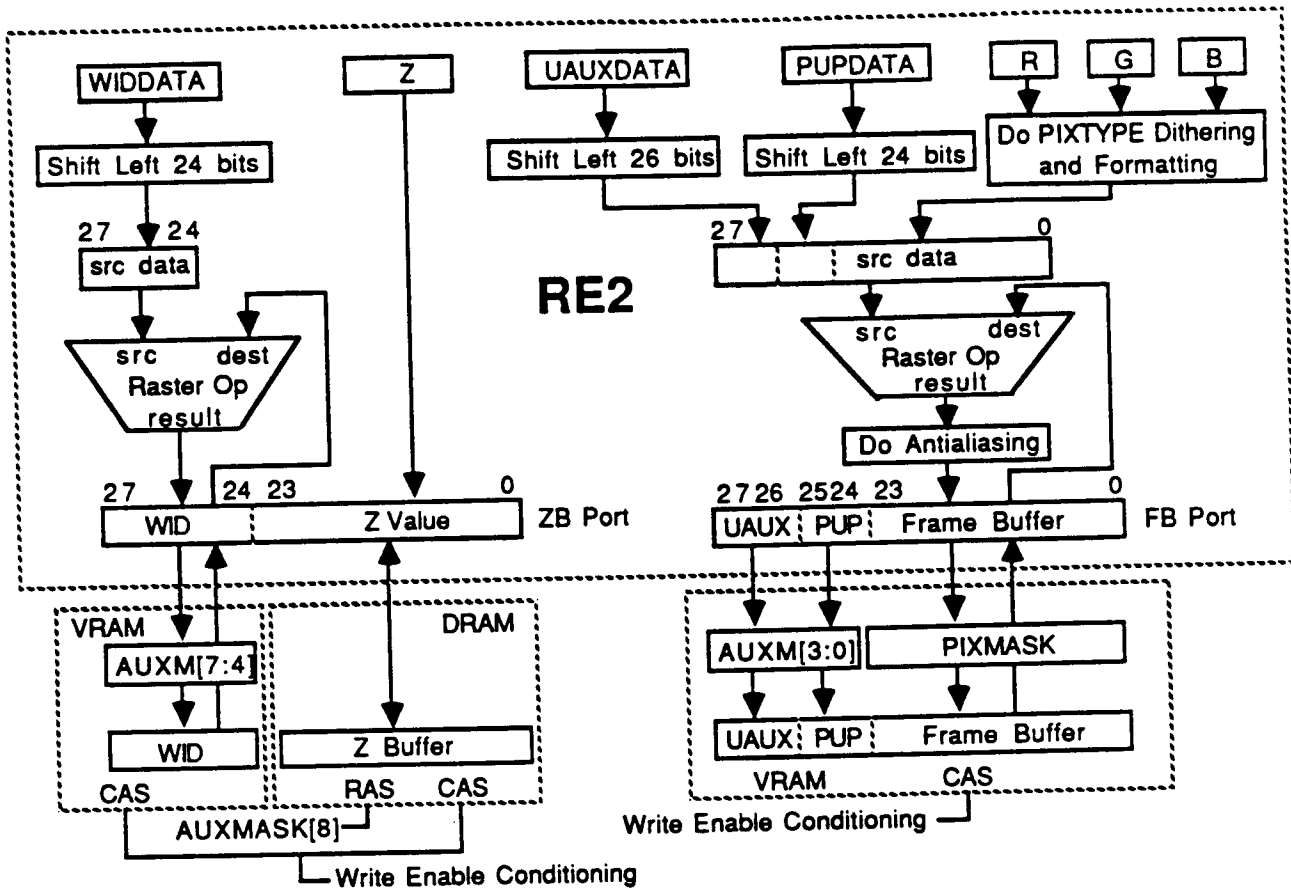 WIDDATA
Z
UAUXDATA
PUPDATA
R
G
B
Shift Left 24 bits
Shift Left 26 bits
Shift Left 24 bits
Do PIXTYPE Dithering
and Formatting
27 24
src data
27 0
src data
RE2
src dest
Raster Op
result
src dest
Raster Op
result
Do Antialiasing
27 24 23 0
WID Z Value
ZB Port
27 26 25 24 23 0
UAUX PUP Frame Buffer
FB Port
VRAM
DRAM
AUXM[7:4]
AUXM[3:0]
PIXMASK
WID
Z Buffer
UAUX PUP Frame Buffer
CAS
RAS CAS
VRAM CAS
AUXMASK[8]
Write Enable Conditioning
Write Enable Conditioning